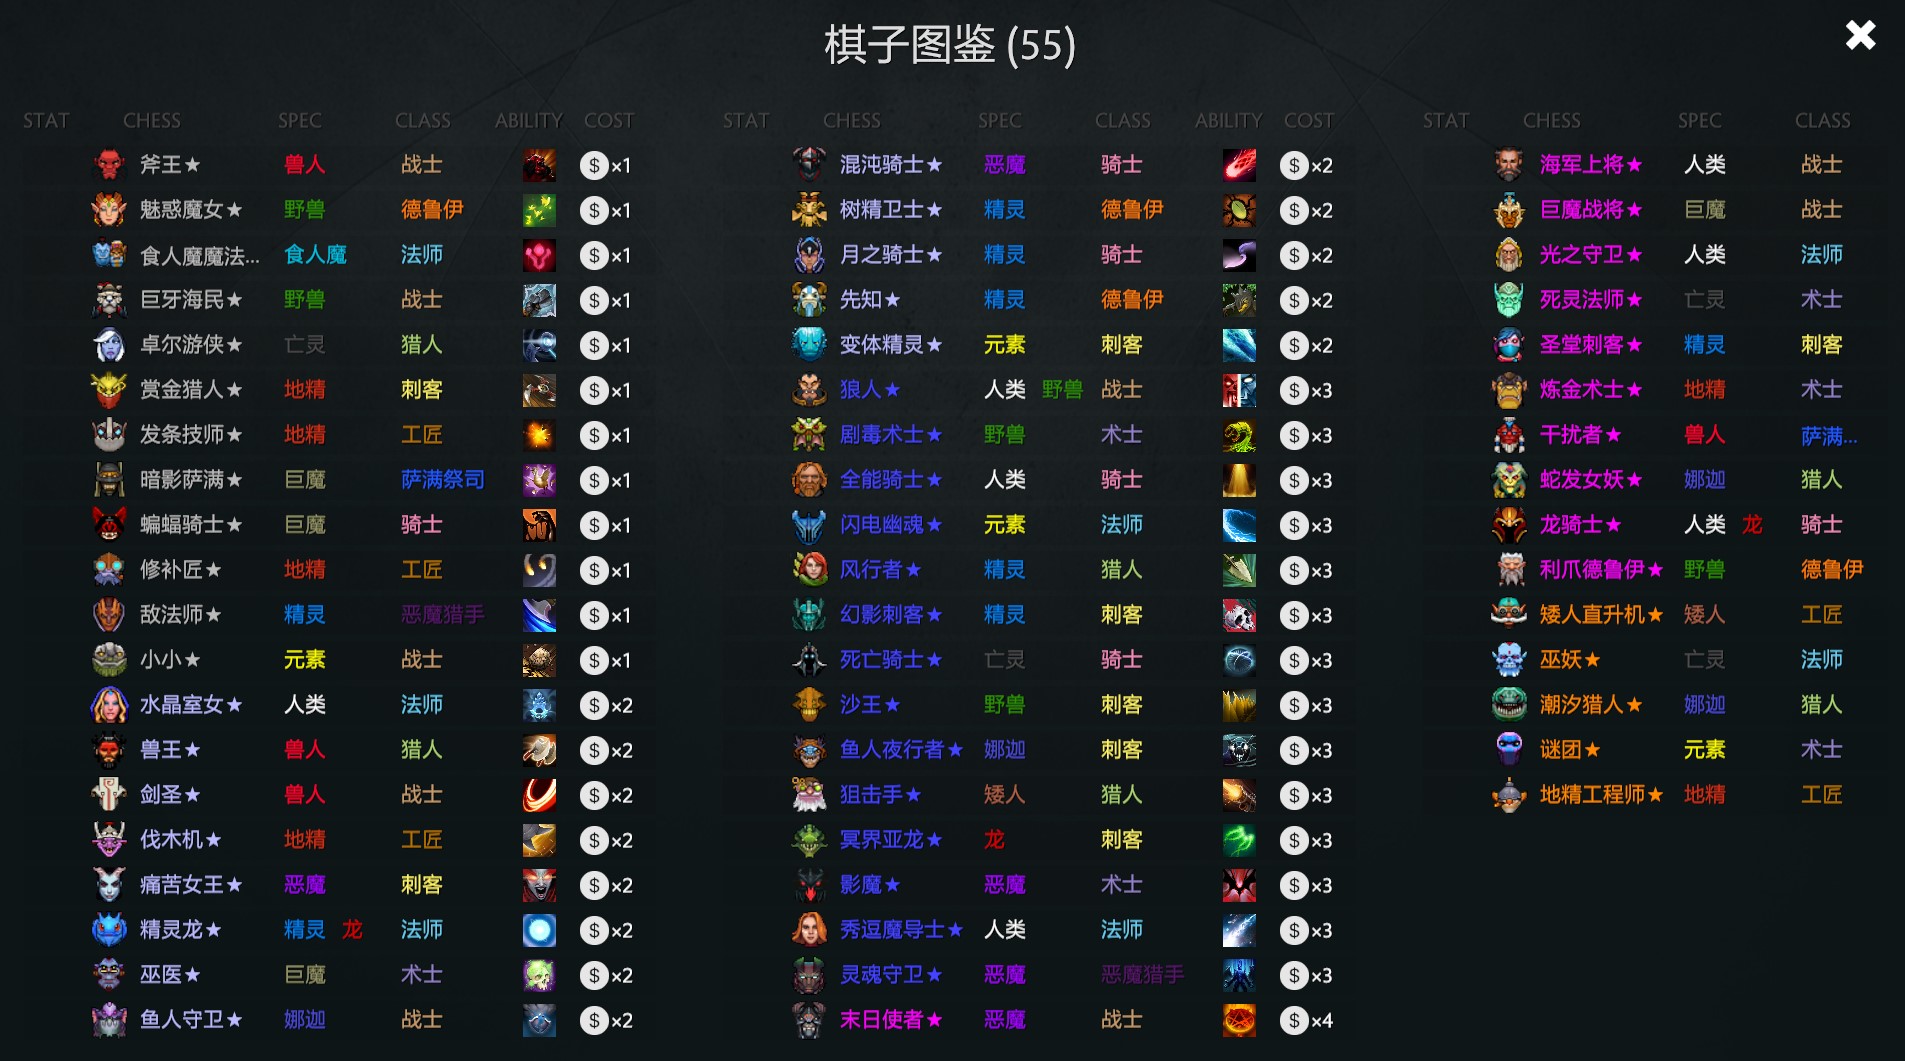 棋子图鉴 (55)
STAT CHESS SPEC CLASS ABILITY COST
斧王★ 兽人 战士 $ ×1
魅惑魔女★ 野兽 德鲁伊 $ ×1
食人魔魔法... 食人魔 法师 $ ×1
巨牙海民★ 野兽 战士 $ ×1
卓尔游侠★ 亡灵 猎人 $ ×1
赏金猎人★ 地精 刺客 $ ×1
发条技师★ 地精 工匠 $ ×1
暗影萨满★ 巨魔 萨满祭司 $ ×1
蝙蝠骑士★ 巨魔 骑士 $ ×1
修补匠★ 地精 工匠 $ ×1
敌法师★ 精灵 恶魔猎手 $ ×1
小小★ 元素 战士 $ ×1
水晶室女★ 人类 法师 $ ×2
兽王★ 兽人 猎人 $ ×2
剑圣★ 兽人 战士 $ ×2
伐木机★ 地精 工匠 $ ×2
痛苦女王★ 恶魔 刺客 $ ×2
精灵龙★ 精灵 龙 法师 $ ×2
巫医★ 巨魔 术士 $ ×2
鱼人守卫★ 娜迦 战士 $ ×2
STAT CHESS SPEC CLASS ABILITY COST
混沌骑士★ 恶魔 骑士 $ ×2
树精卫士★ 精灵 德鲁伊 $ ×2
月之骑士★ 精灵 骑士 $ ×2
先知★ 精灵 德鲁伊 $ ×2
变体精灵★ 元素 刺客 $ ×2
狼人★ 人类 野兽 战士 $ ×3
剧毒术士★ 野兽 术士 $ ×3
全能骑士★ 人类 骑士 $ ×3
闪电幽魂★ 元素 法师 $ ×3
风行者★ 精灵 猎人 $ ×3
幻影刺客★ 精灵 刺客 $ ×3
死亡骑士★ 亡灵 骑士 $ ×3
沙王★ 野兽 刺客 $ ×3
鱼人夜行者★ 娜迦 刺客 $ ×3
狙击手★ 矮人 猎人 $ ×3
冥界亚龙★ 龙 刺客 $ ×3
影魔★ 恶魔 术士 $ ×3
秀逗魔导士★ 人类 法师 $ ×3
灵魂守卫★ 恶魔 恶魔猎手 $ ×3
末日使者★ 恶魔 战士 $ ×4
STAT CHESS SPEC CLASS
海军上将★ 人类 战士
巨魔战将★ 巨魔 战士
光之守卫★ 人类 法师
死灵法师★ 亡灵 术士
圣堂刺客★ 精灵 刺客
炼金术士★ 地精 术士
干扰者★ 兽人 萨满...
蛇发女妖★ 娜迦 猎人
龙骑士★ 人类 龙 骑士
利爪德鲁伊★ 野兽 德鲁伊
矮人直升机★ 矮人 工匠
巫妖★ 亡灵 法师
潮汐猎人★ 娜迦 猎人
谜团★ 元素 术士
地精工程师★ 地精 工匠